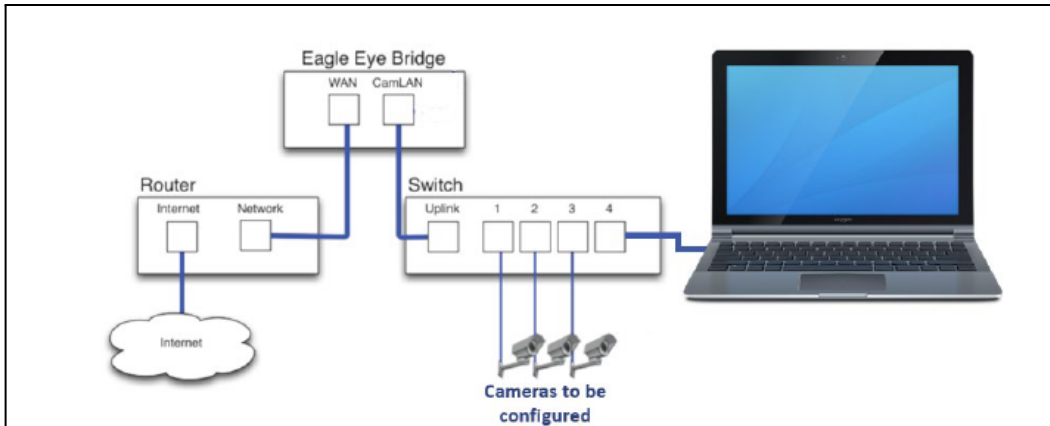 Eagle Eye Bridge
WAN CamLAN
Router
Internet Network
Switch
Uplink 1 2 3 4
Internet
Cameras to be
configured